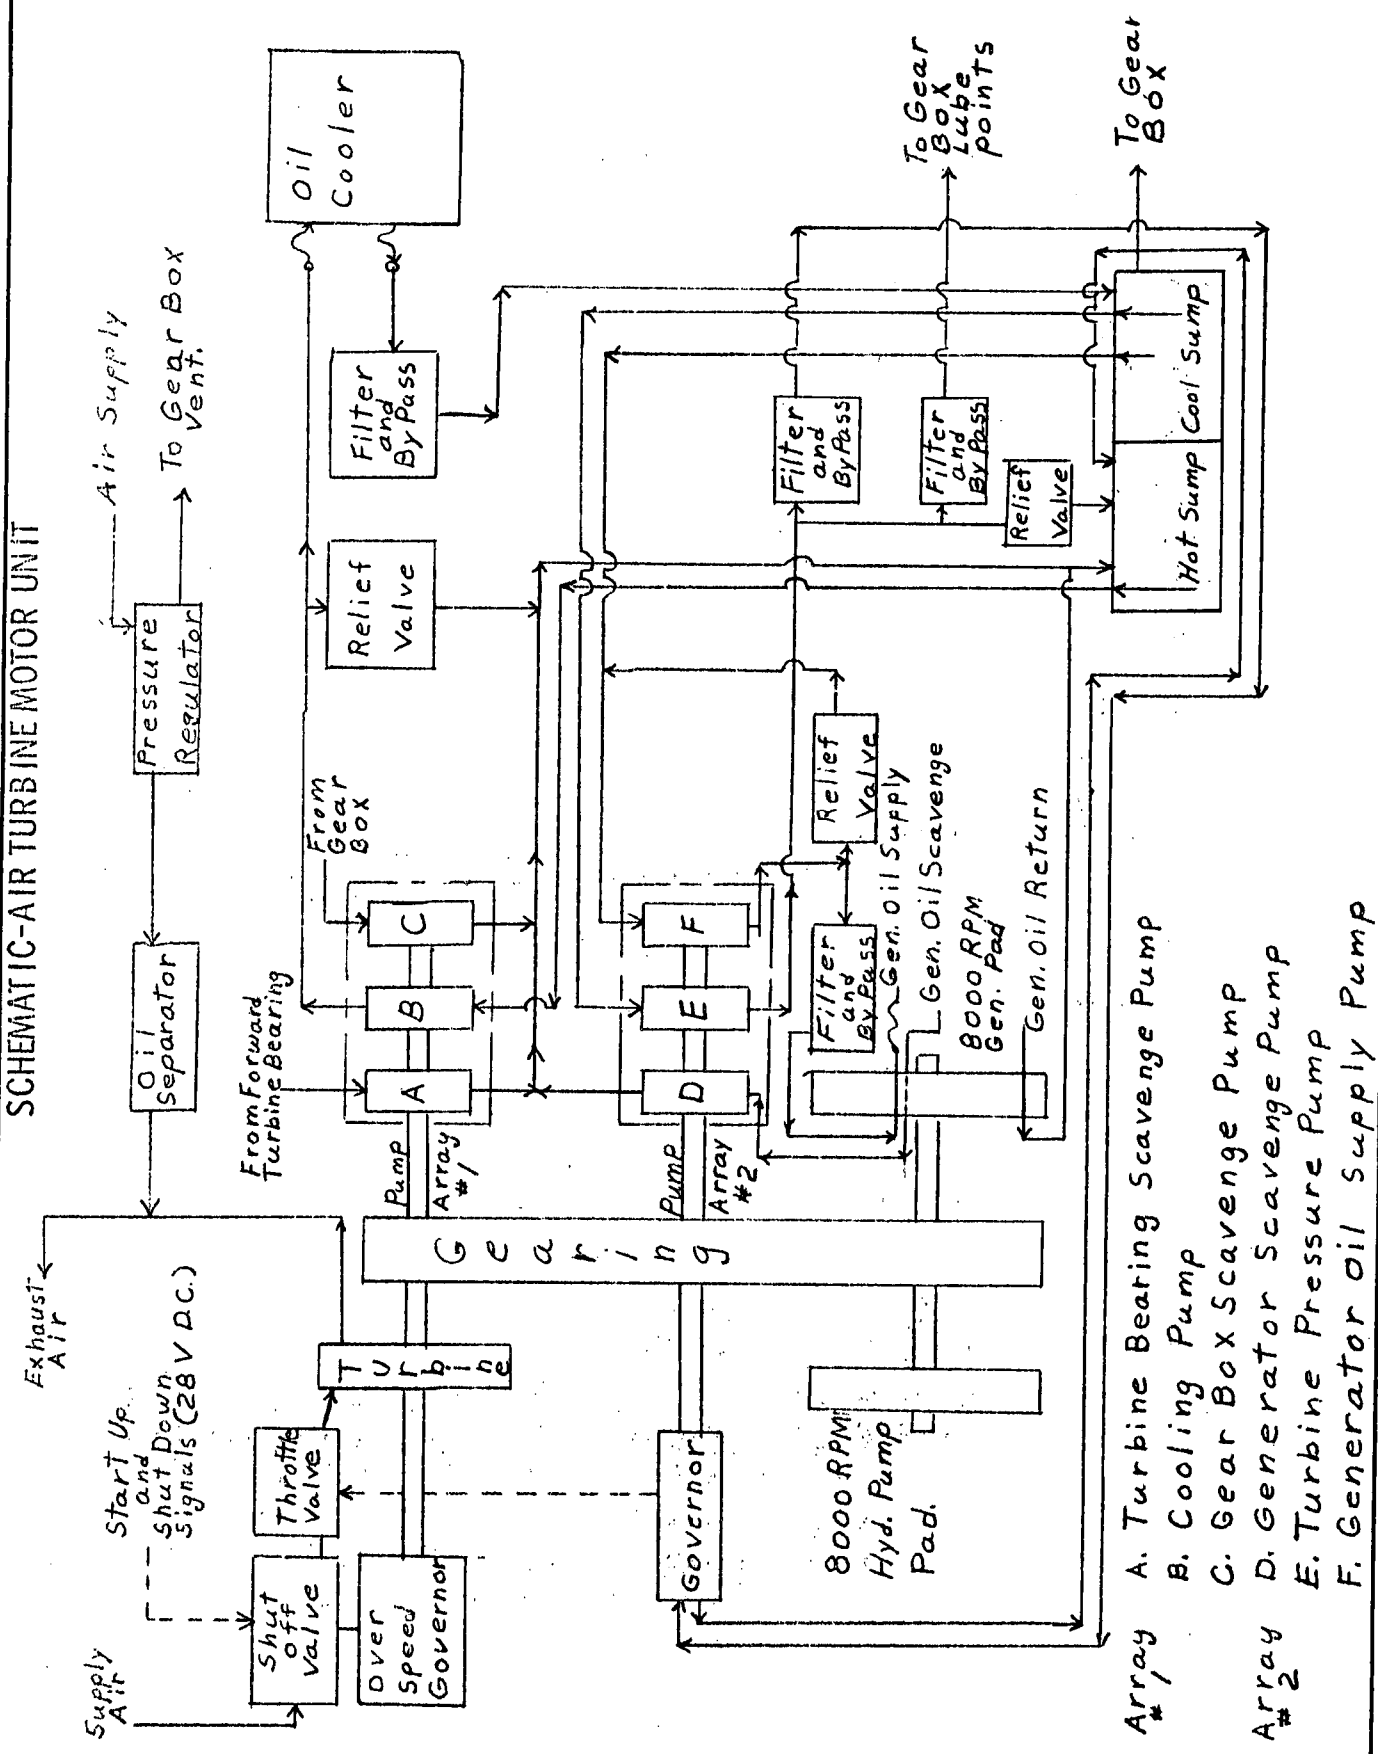 SCHEMATIC-AIR TURBINE MOTOR UNIT
Supply
Air
Shut
off
Valve
Over
Speed
Governor
Start Up
and
Shut Down
Signals (28 V D.C.)
Throttle
Valve
Exhaust
Air
Turbine
Oil
Separator
Pressure
Regulator
Air Supply
To Gear Box
Vent.
From Forward
Turbine Bearing
From
Gear
Box
Pump
Array
#1
A
B
C
Relief
Valve
Filter
and
By Pass
Oil
Cooler
Gearing
Governor
Pump
Array
#2
D
E
F
Filter
and
By Pass
Relief
Valve
Gen. Oil Supply
Gen. Oil Scavenge
8000 RPM
Gen. Pad
Gen. Oil Return
8000 RPM
Hyd. Pump
Pad.
Filter
and
By Pass
Filter
and
By Pass
Relief
Valve
To Gear
Box
Lube
points
To Gear
Box
Hot Sump
Cool Sump
Array
#1
A. Turbine Bearing Scavenge Pump
B. Cooling Pump
C. Gear Box Scavenge Pump
Array
#2
D. Generator Scavenge Pump
E. Turbine Pressure Pump
F. Generator Oil Supply Pump